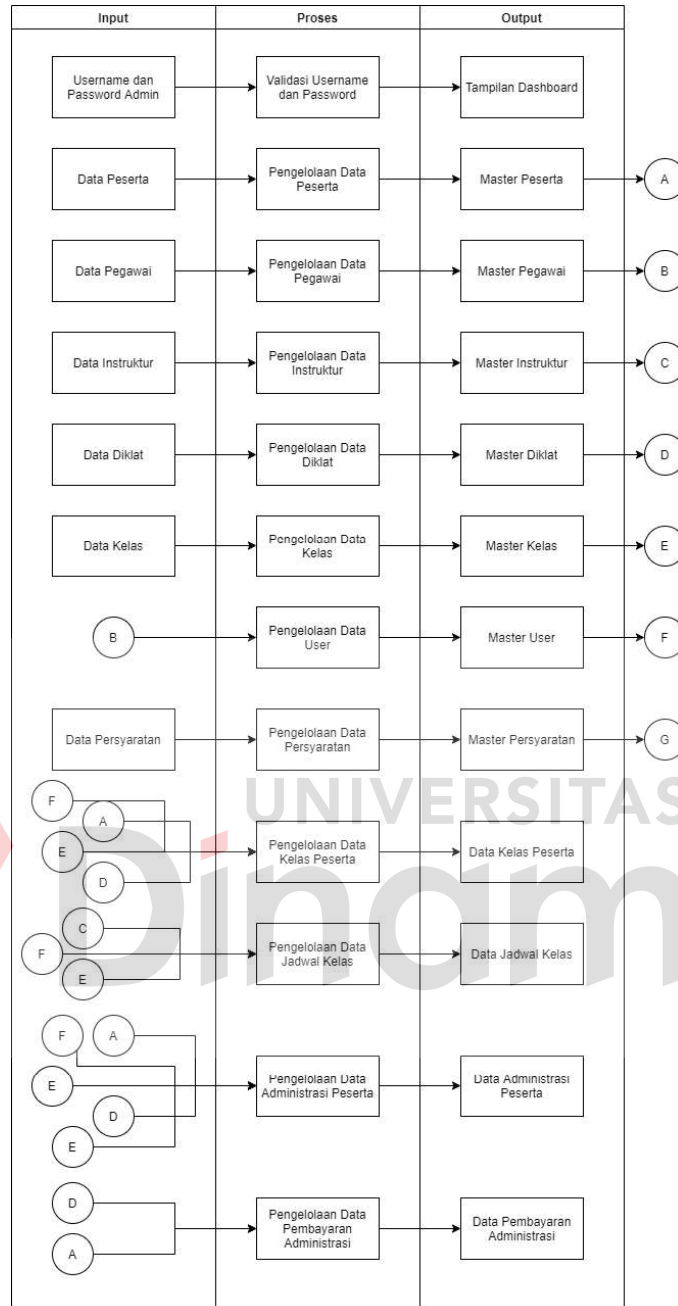 Input
Proses
Output
Username dan
Password Admin
Validasi Username
dan Password
Tampilan Dashboard
Data Peserta
Pengelolaan Data
Peserta
Master Peserta
A
Data Pegawai
Pengelolaan Data
Pegawai
Master Pegawai
B
Data Instruktur
Pengelolaan Data
Instruktur
Master Instruktur
C
Data Diklat
Pengelolaan Data
Diklat
Master Diklat
D
Data Kelas
Pengelolaan Data
Kelas
Master Kelas
E
B
Pengelolaan Data
User
Master User
F
Data Persyaratan
Pengelolaan Data
Persyaratan
Master Persyaratan
G
UNIVERSITAS
Dinam
F
A
E
D
Pengelolaan Data
Kelas Peserta
Data Kelas Peserta
C
F
E
Pengelolaan Data
Jadwal Kelas
Data Jadwal Kelas
F
A
E
D
E
Pengelolaan Data
Administrasi Peserta
Data Administrasi
Peserta
D
A
Pengelolaan Data
Pembayaran
Administrasi
Data Pembayaran
Administrasi